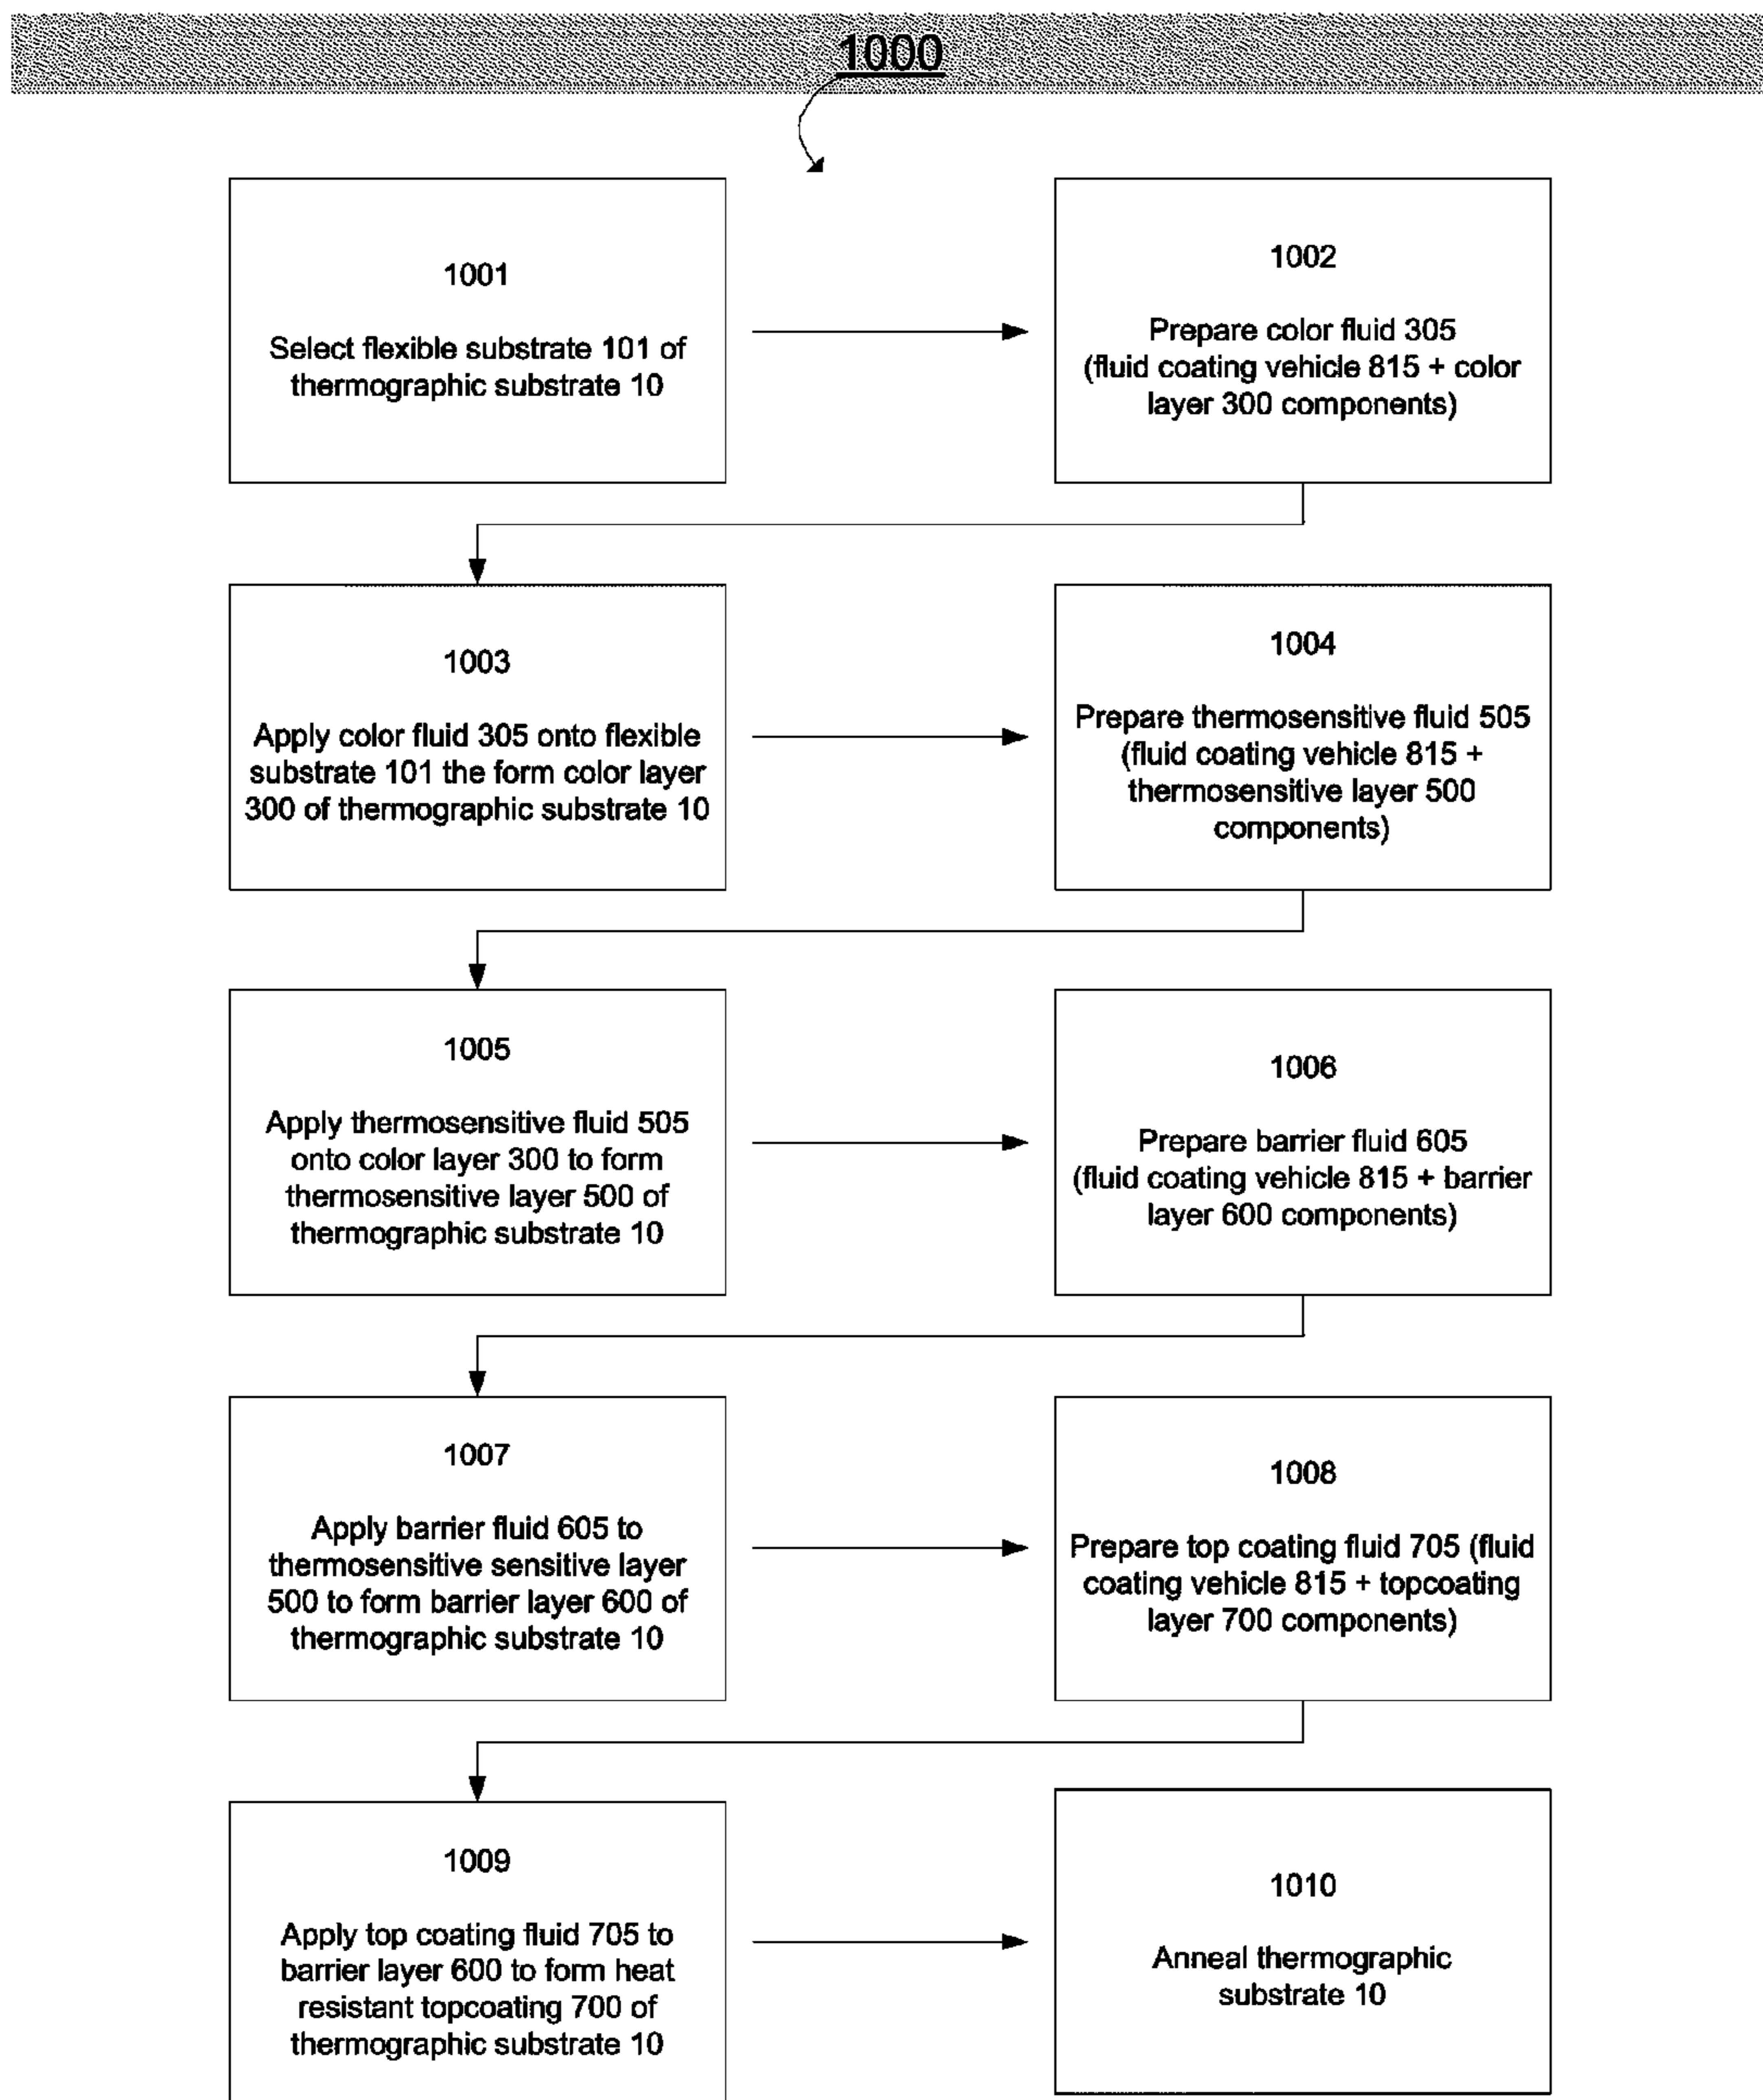 1000
1001
Select flexible substrate 101 of
thermographic substrate 10
1002
Prepare color fluid 305
(fluid coating vehicle 815 + color
layer 300 components)
1003
Apply color fluid 305 onto flexible
substrate 101 the form color layer
300 of thermographic substrate 10
1004
Prepare thermosensitive fluid 505
(fluid coating vehicle 815 +
thermosensitive layer 500
components)
1005
Apply thermosensitive fluid 505
onto color layer 300 to form
thermosensitive layer 500 of
thermographic substrate 10
1006
Prepare barrier fluid 605
(fluid coating vehicle 815 + barrier
layer 600 components)
1007
Apply barrier fluid 605 to
thermosensitive sensitive layer
500 to form barrier layer 600 of
thermographic substrate 10
1008
Prepare top coating fluid 705 (fluid
coating vehicle 815 + topcoating
layer 700 components)
1009
Apply top coating fluid 705 to
barrier layer 600 to form heat
resistant topcoating 700 of
thermographic substrate 10
1010
Anneal thermographic
substrate 10